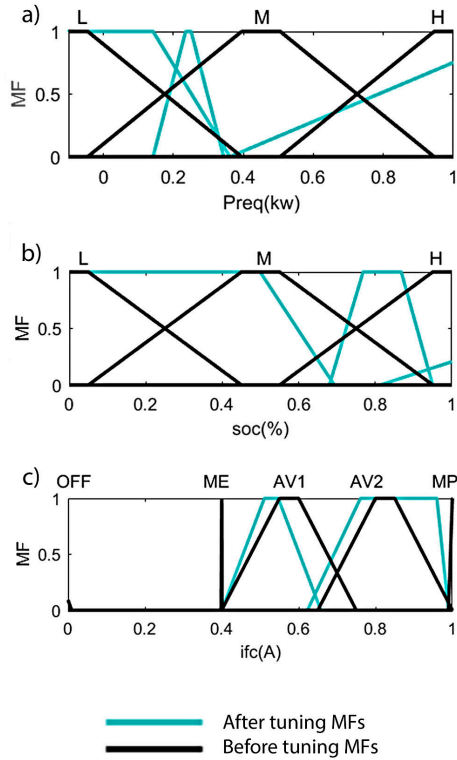 a)
L M H
1
0.5
0
MF
0 0.2 0.4 0.6 0.8 1
Preq(kw)
b)
L M H
1
0.5
0
MF
0 0.2 0.4 0.6 0.8 1
soc(%)
c)
OFF ME AV1 AV2 MP
1
0.5
0
MF
0 0.2 0.4 0.6 0.8 1
ifc(A)
After tuning MFs
Before tuning MFs